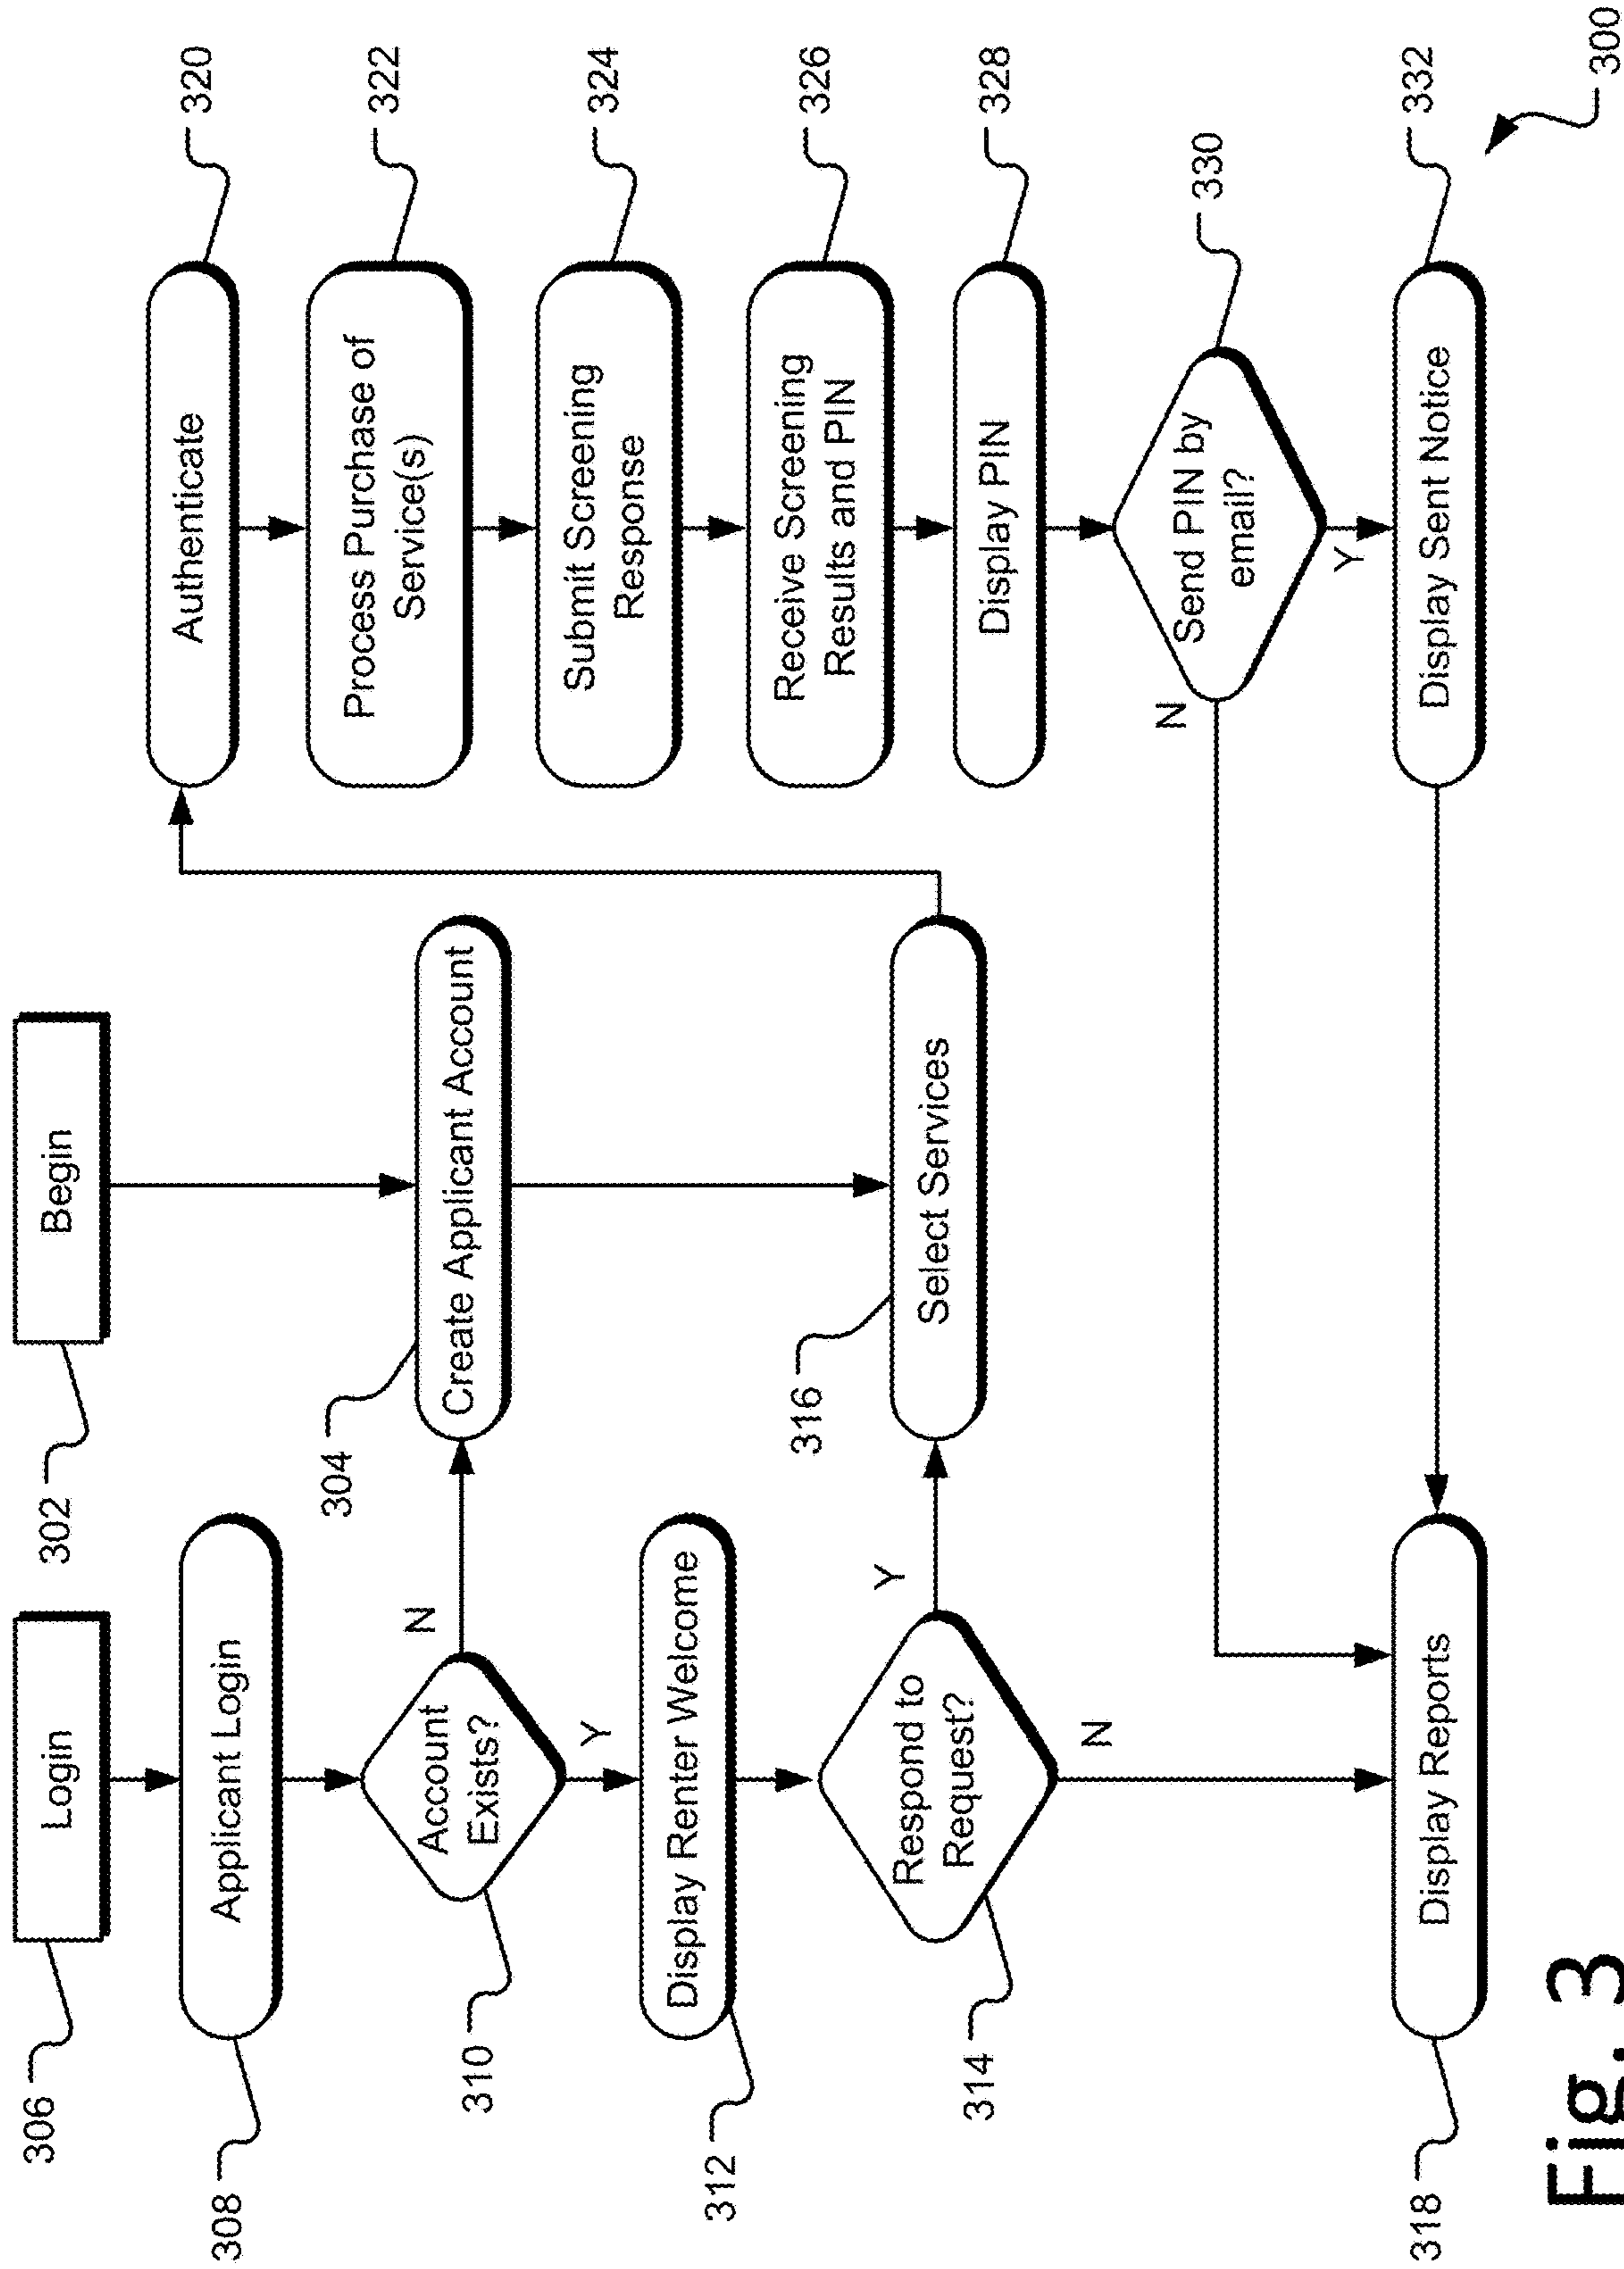 306
Login
308
Applicant Login
310
Account
Exists?
N
Y
312
Display Renter Welcome
314
Respond to
Request?
Y
N
318
Display Reports
302
Begin
304
Create Applicant Account
316
Select Services
Authenticate
320
Process Purchase of
Service(s)
322
Submit Screening
Response
324
Receive Screening
Results and PIN
326
Display PIN
328
Send PIN by
email?
330
N
Y
Display Sent Notice
332
300
Fig. 3